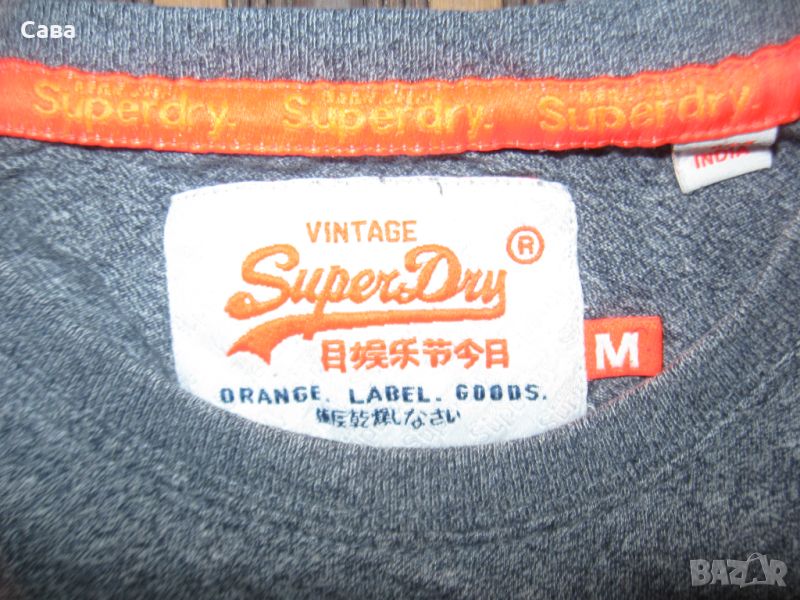 Сава
Superdry. Superdry. Superdry.
INDIA
VINTAGE
SuperDry ®
目娯乐节今日
M
ORANGE. LABEL. GOODS.
極度乾燥しなさい
BAZAR